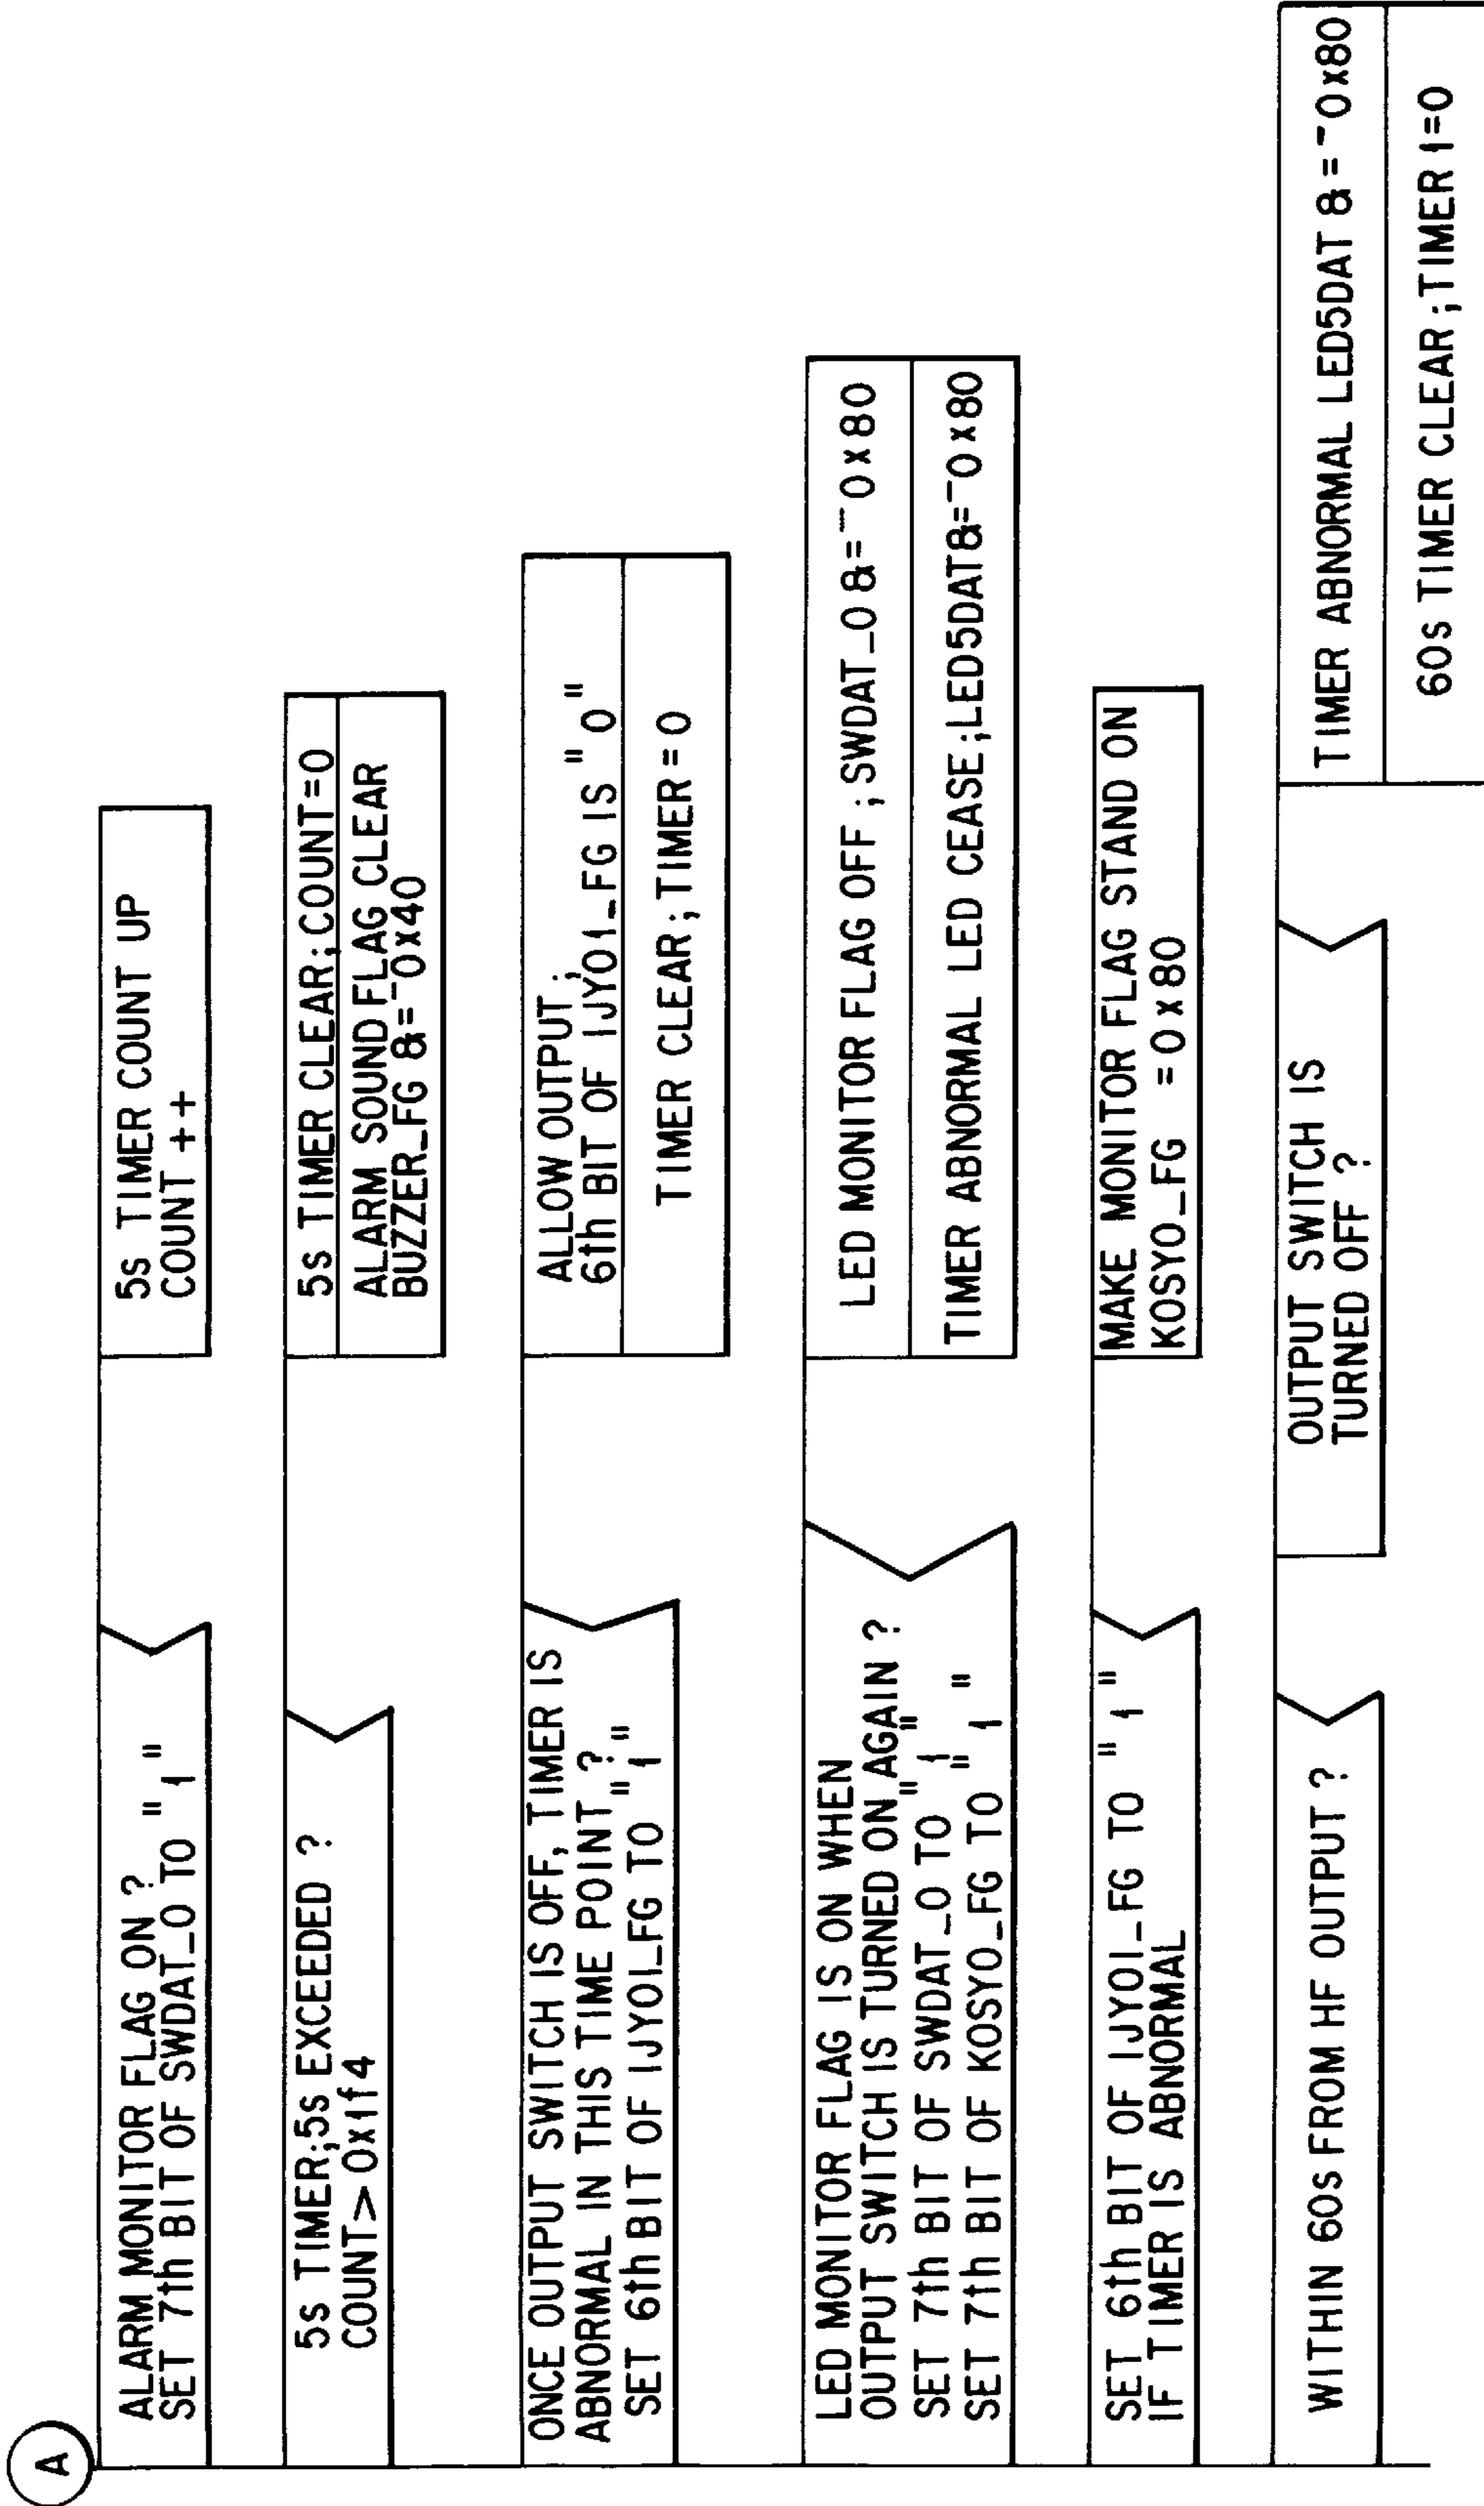 A
ALARM MONITOR FLAG ON ?
SET 7th BIT OF SWDAT_0 TO "1"
5s TIMER COUNT UP
COUNT ++
5s TIMER;5s EXCEEDED ?
COUNT>0x1f4
5s TIMER CLEAR;COUNT=0
ALARM SOUND FLAG CLEAR
BUZZER_FG &=¯0x40
ONCE OUTPUT SWITCH IS OFF, TIMER IS
ABNORMAL IN THIS TIME POINT ?
SET 6th BIT OF IJYOI_FG TO "1"
ALLOW OUTPUT;
6th BIT OF IJYOI_FG IS "0"
TIMER CLEAR;TIMER=0
LED MONITOR FLAG IS ON WHEN
OUTPUT SWITCH IS TURNED ON AGAIN ?
SET 7th BIT OF SWDAT_0 TO "1"
SET 7th BIT OF KOSYO_FG TO "1"
LED MONITOR FLAG OFF ;SWDAT_0 &=¯0x80
TIMER ABNORMAL LED CEASE;LED5DAT&=¯0x80
SET 6th BIT OF IJYOI_FG TO "1"
IF TIMER IS ABNORMAL
MAKE MONITOR FLAG STAND ON
KOSYO_FG =0x80
WITHIN 60s FROM HF OUTPUT ?
OUTPUT SWITCH IS
TURNED OFF ?
TIMER ABNORMAL LED5DAT &=¯0x80
60s TIMER CLEAR;TIMER1=0